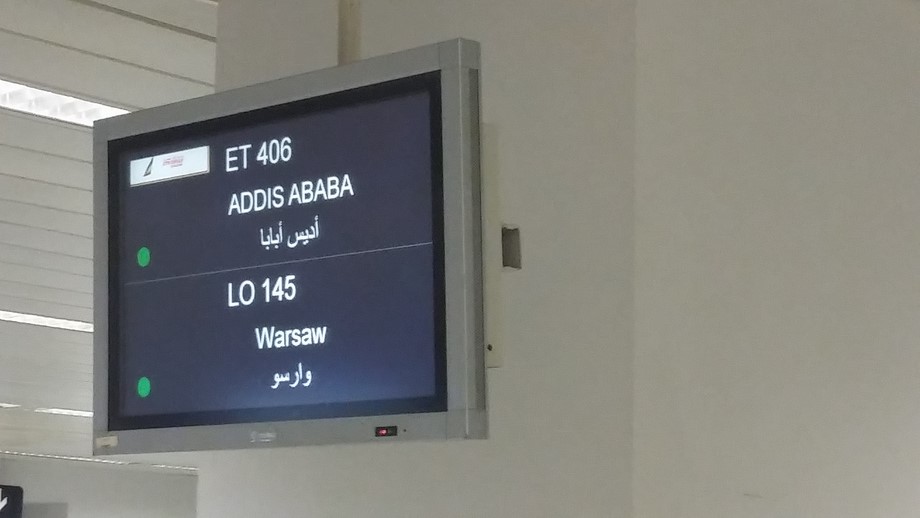 ET 406
ADDIS ABABA
أديس أبابا
LO 145
Warsaw
وارسو